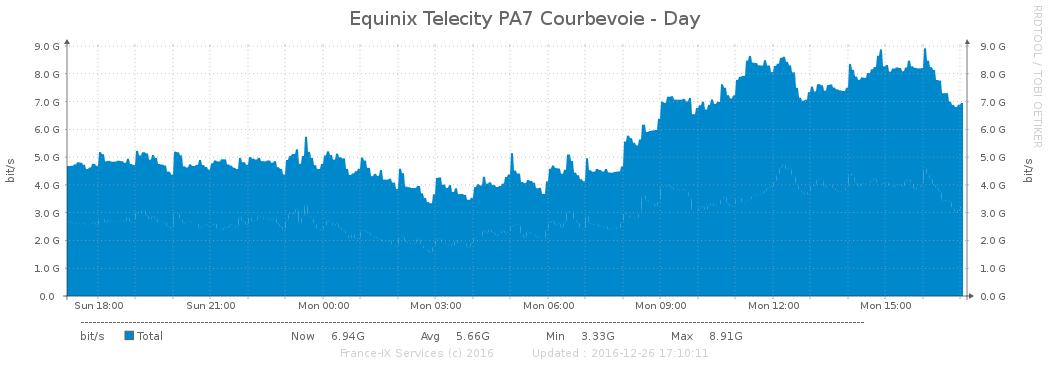 Equinix Telecity PA7 Courbevoie - Day
RRDTOOL / TOBI OETIKER
bit/s
bit/s
9.0 G 9.0 G
8.0 G 8.0 G
7.0 G 7.0 G
6.0 G 6.0 G
5.0 G 5.0 G
4.0 G 4.0 G
3.0 G 3.0 G
2.0 G 2.0 G
1.0 G 1.0 G
0.0 0.0 G
Sun 18:00 Sun 21:00 Mon 00:00 Mon 03:00 Mon 06:00 Mon 09:00 Mon 12:00 Mon 15:00
bit/s Total Now 6.94G Avg 5.66G Min 3.33G Max 8.91G
France-IX Services (c) 2016 Updated : 2016-12-26 17:10:11